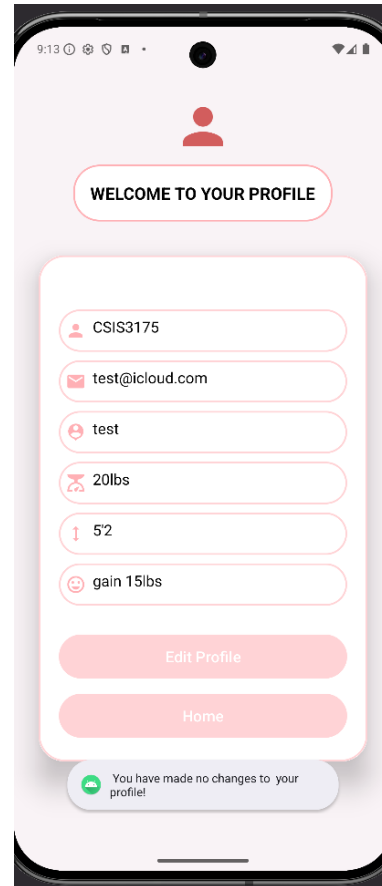 9:13
WELCOME TO YOUR PROFILE
CSIS3175
test@icloud.com
test
20lbs
5'2
gain 15lbs
Edit Profile
Home
You have made no changes to your
profile!